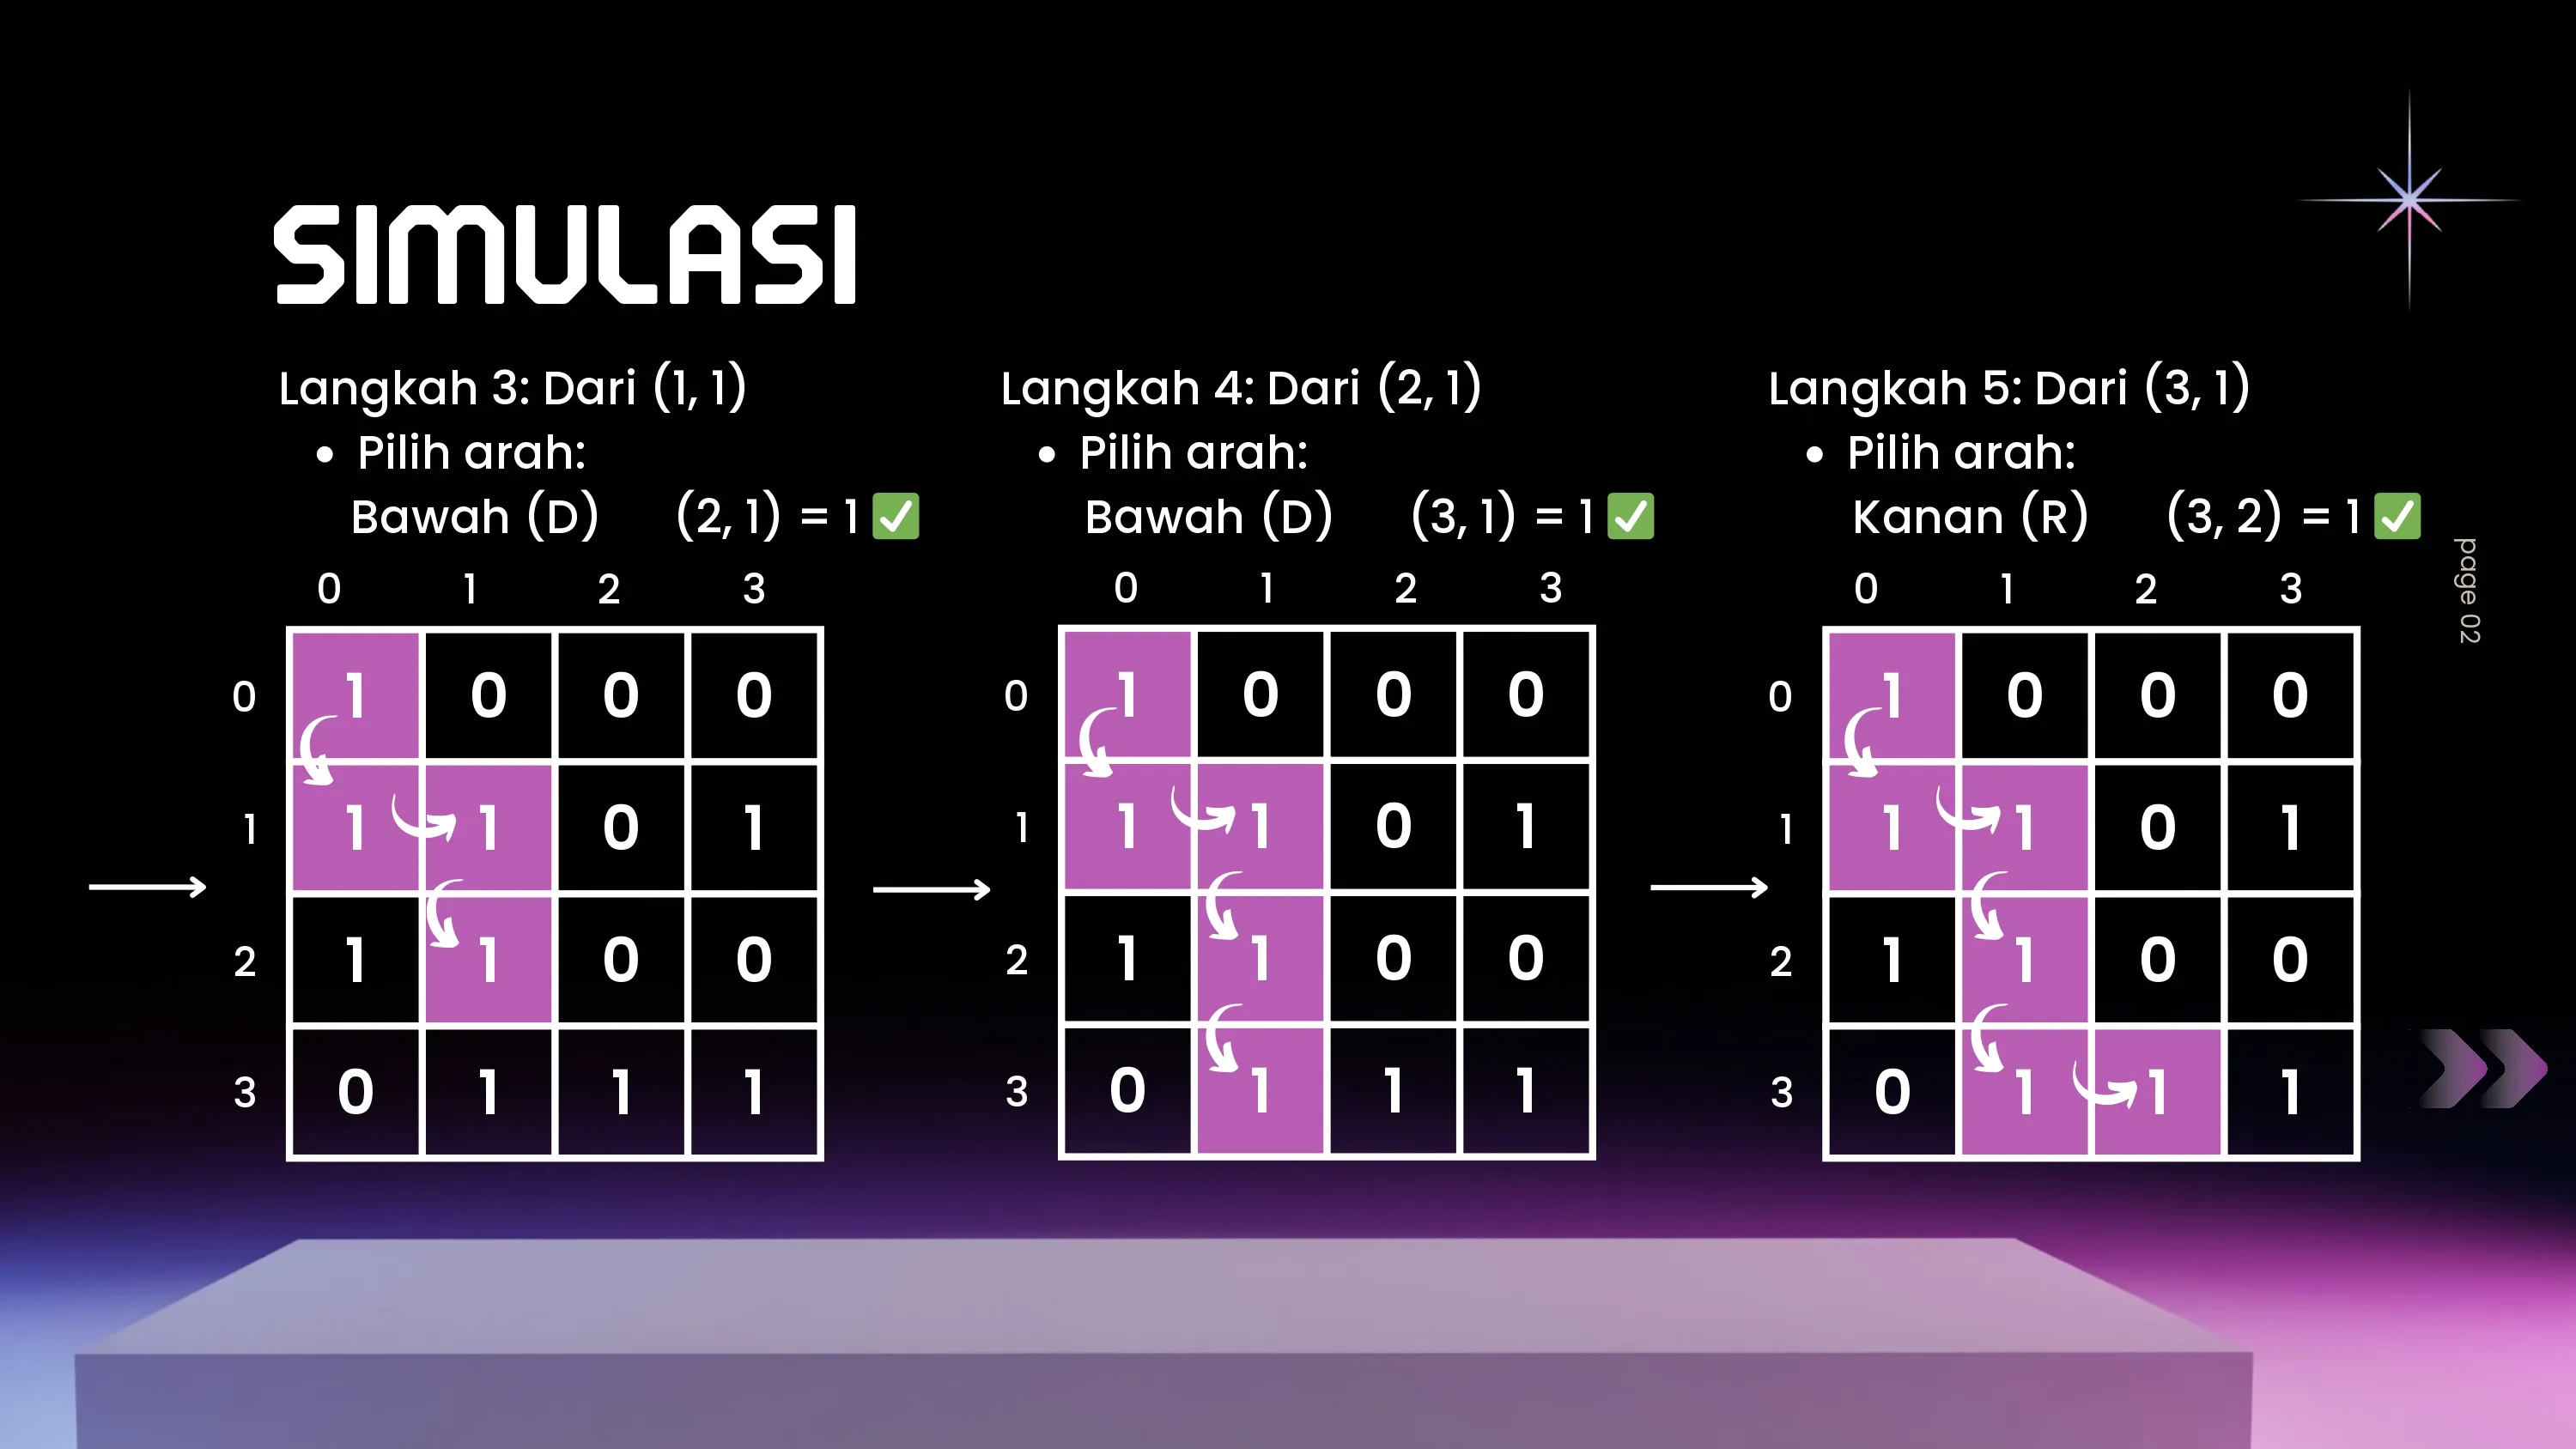 SIMULASI
Langkah 3: Dari (1, 1)
• Pilih arah:
Bawah (D) (2, 1) = 1 ✅
0 1 2 3
0 1 0 0 0
1 1 1 0 1
2 1 1 0 0
3 0 1 1 1
Langkah 4: Dari (2, 1)
• Pilih arah:
Bawah (D) (3, 1) = 1 ✅
0 1 2 3
0 1 0 0 0
1 1 1 0 1
2 1 1 0 0
3 0 1 1 1
Langkah 5: Dari (3, 1)
• Pilih arah:
Kanan (R) (3, 2) = 1 ✅
0 1 2 3
0 1 0 0 0
1 1 1 0 1
2 1 1 0 0
3 0 1 1 1
page 02